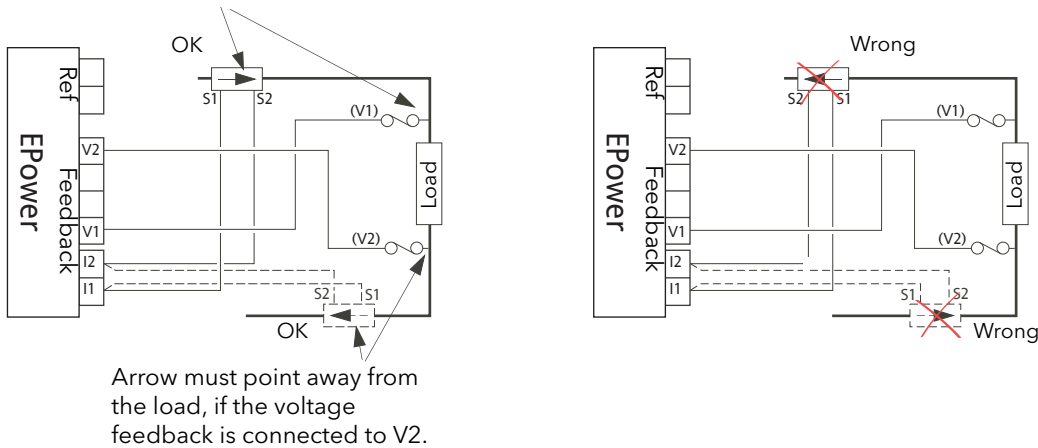 OK
Ref
S1 S2
(V1)
V2
EPower
Feedback
Load
V1
(V2)
I2
I1
S2 S1
OK
Arrow must point away from
the load, if the voltage
feedback is connected to V2.
Wrong
Ref
S2 S1
(V1)
V2
EPower
Feedback
Load
V1
(V2)
I2
I1
S1 S2
Wrong